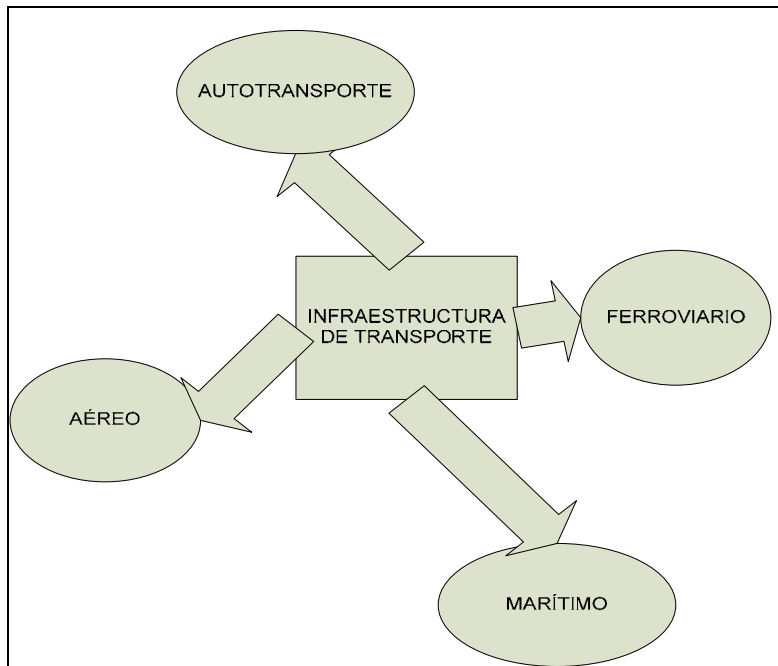 AUTOTRANSPORTE
INFRAESTRUCTURA
DE TRANSPORTE
FERROVIARIO
AÉREO
MARÍTIMO